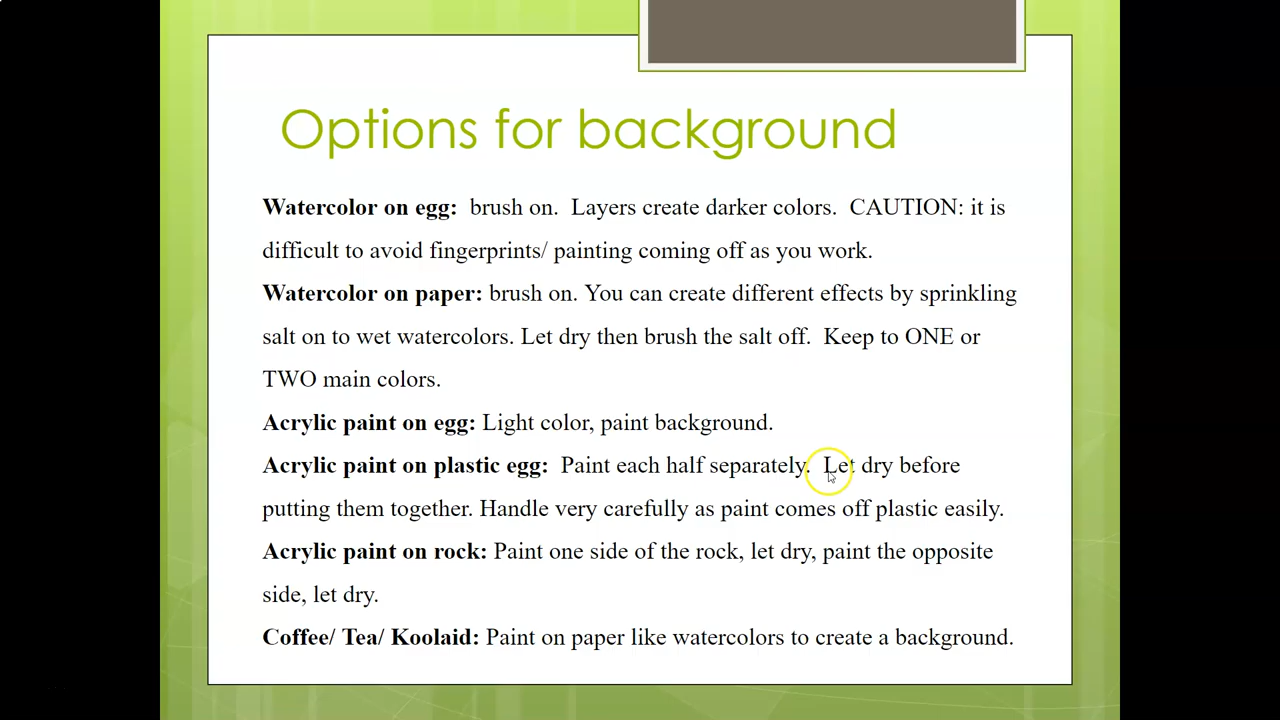 Options for background
Watercolor on egg:  brush on.  Layers create darker colors.  CAUTION: it is
difficult to avoid fingerprints/ painting coming off as you work.
Watercolor on paper: brush on. You can create different effects by sprinkling
salt on to wet watercolors. Let dry then brush the salt off.  Keep to ONE or
TWO main colors.
Acrylic paint on egg: Light color, paint background.
Acrylic paint on plastic egg:  Paint each half separately.  Let dry before
putting them together. Handle very carefully as paint comes off plastic easily.
Acrylic paint on rock: Paint one side of the rock, let dry, paint the opposite
side, let dry.
Coffee/ Tea/ Koolaid: Paint on paper like watercolors to create a background.